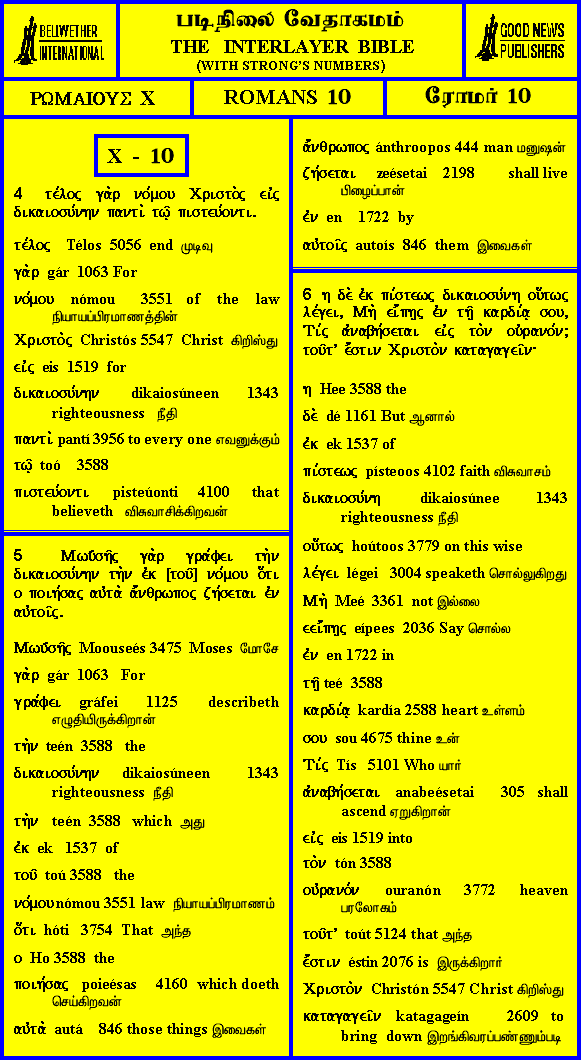 BELLWETHER
INTERNATIONAL
படிநிலை வேதாகமம்
THE INTERLAYER BIBLE
(WITH STRONG'S NUMBERS)
GOOD NEWS
PUBLISHERS
ΡΩΜΑΙΟΥΣ Χ
ROMANS 10
ரோமர் 10
X - 10
4 τέλος γὰρ νόμου Χριστὸς εἰς
δικαιοσύνην παντὶ τῷ πιστεύοντι.
τέλος Télos 5056 end முடிவு
γὰρ gár 1063 For
νόμου nómou 3551 of the law
நியாயப்பிரமாணத்தின்
Χριστὸς Christós 5547 Christ கிறிஸ்து
εἰς eis 1519 for
δικαιοσύνην dikaiosúneen 1343
righteousness நீதி
παντὶ pantí 3956 to every one எவனுக்கும்
τῷ toó 3588
πιστεύοντι pisteúonti 4100 that
believeth விசுவாசிக்கிறவன்
5 Μωϋσῆς γὰρ γράφει τὴν
δικαιοσύνην τὴν ἐκ [τοῦ] νόμου ὅτι
ο ποιήσας αὐτὰ ἄνθρωπος ζήσεται ἐν
αὐτοῖς.
Μωϋσῆς Moouseés 3475 Moses மோசே
γὰρ gár 1063 For
γράφει gráfei 1125 describeth
எழுதியிருக்கிறான்
τὴν teén 3588 the
δικαιοσύνην dikaiosúneen 1343
righteousness நீதி
τὴν teén 3588 which அது
ἐκ ek 1537 of
τοῦ toú 3588 the
νόμου nómou 3551 law நியாயப்பிரமாணம்
ὅτι hóti 3754 That அந்த
ο Ho 3588 the
ποιήσας poieésas 4160 which doeth
செய்கிறவன்
αὐτὰ autá 846 those things இவைகள்
ἄνθρωπος ánthroopos 444 man மனுஷன்
ζήσεται zeésetai 2198 shall live
பிழைப்பான்
ἐν en 1722 by
αὐτοῖς autoís 846 them இவைகள்
6 η δὲ ἐκ πίστεως δικαιοσύνη οὕτως
λέγει, Μὴ εἴπῃς ἐν τῇ καρδίᾳ σου,
Τίς ἀναβήσεται εἰς τὸν οὐρανόν;
τοῦτ' ἔστιν Χριστὸν καταγαγεῖν·
η Hee 3588 the
δὲ dé 1161 But ஆனால்
ἐκ ek 1537 of
πίστεως písteoos 4102 faith விசுவாசம்
δικαιοσύνη dikaiosúnee 1343
righteousness நீதி
οὕτως hoútoos 3779 on this wise
λέγει légei 3004 speaketh சொல்லுகிறது
Μὴ Meé 3361 not இல்லை
εεἴπῃς eípees 2036 Say சொல்ல
ἐν en 1722 in
τῇ teé 3588
καρδίᾳ kardía 2588 heart உள்ளம்
σου sou 4675 thine உன்
Τίς Tís 5101 Who யார்
ἀναβήσεται anabeésetai 305 shall
ascend ஏறுகிறான்
εἰς eis 1519 into
τὸν tón 3588
οὐρανόν ouranón 3772 heaven
பரலோகம்
τοῦτ' toút 5124 that அந்த
ἔστιν éstin 2076 is இருக்கிறார்
Χριστὸν Christón 5547 Christ கிறிஸ்து
καταγαγεῖν katagageín 2609 to
bring down இறங்கிவரப்பண்ணும்படி